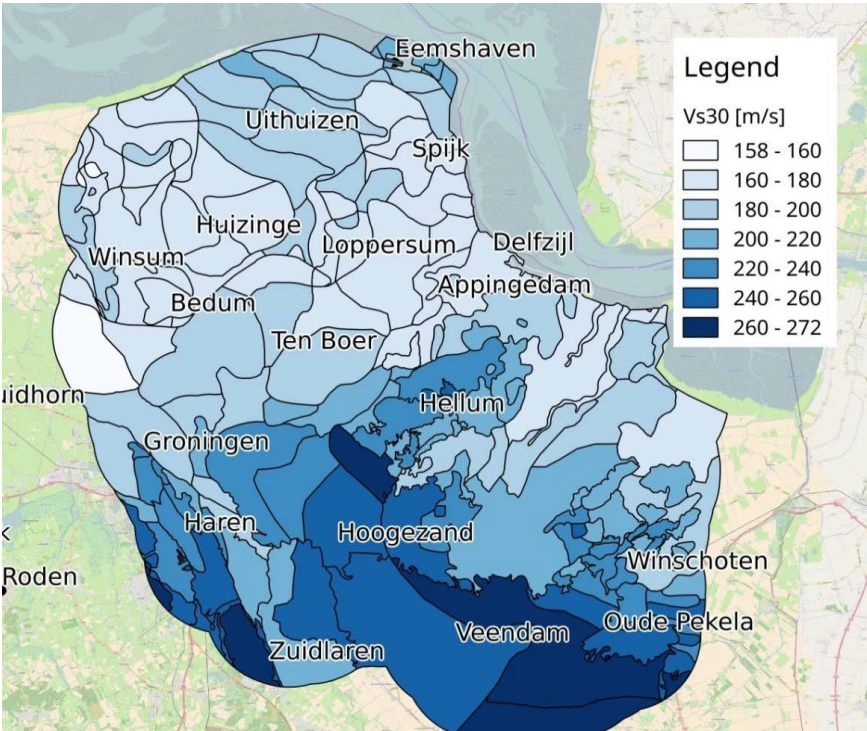 Eemshaven
Legend
Vs30 [m/s]
158 - 160
160 - 180
180 - 200
200 - 220
220 - 240
240 - 260
260 - 272
Uithuizen
Spijk
Huizinge
Loppersum
Delfzijl
Winsum
Appingedam
Bedum
Ten Boer
uidhorn
Hellum
Groningen
Haren
Hoogezand
k
Winschoten
Roden
Oude Pekela
Veendam
Zuidlaren